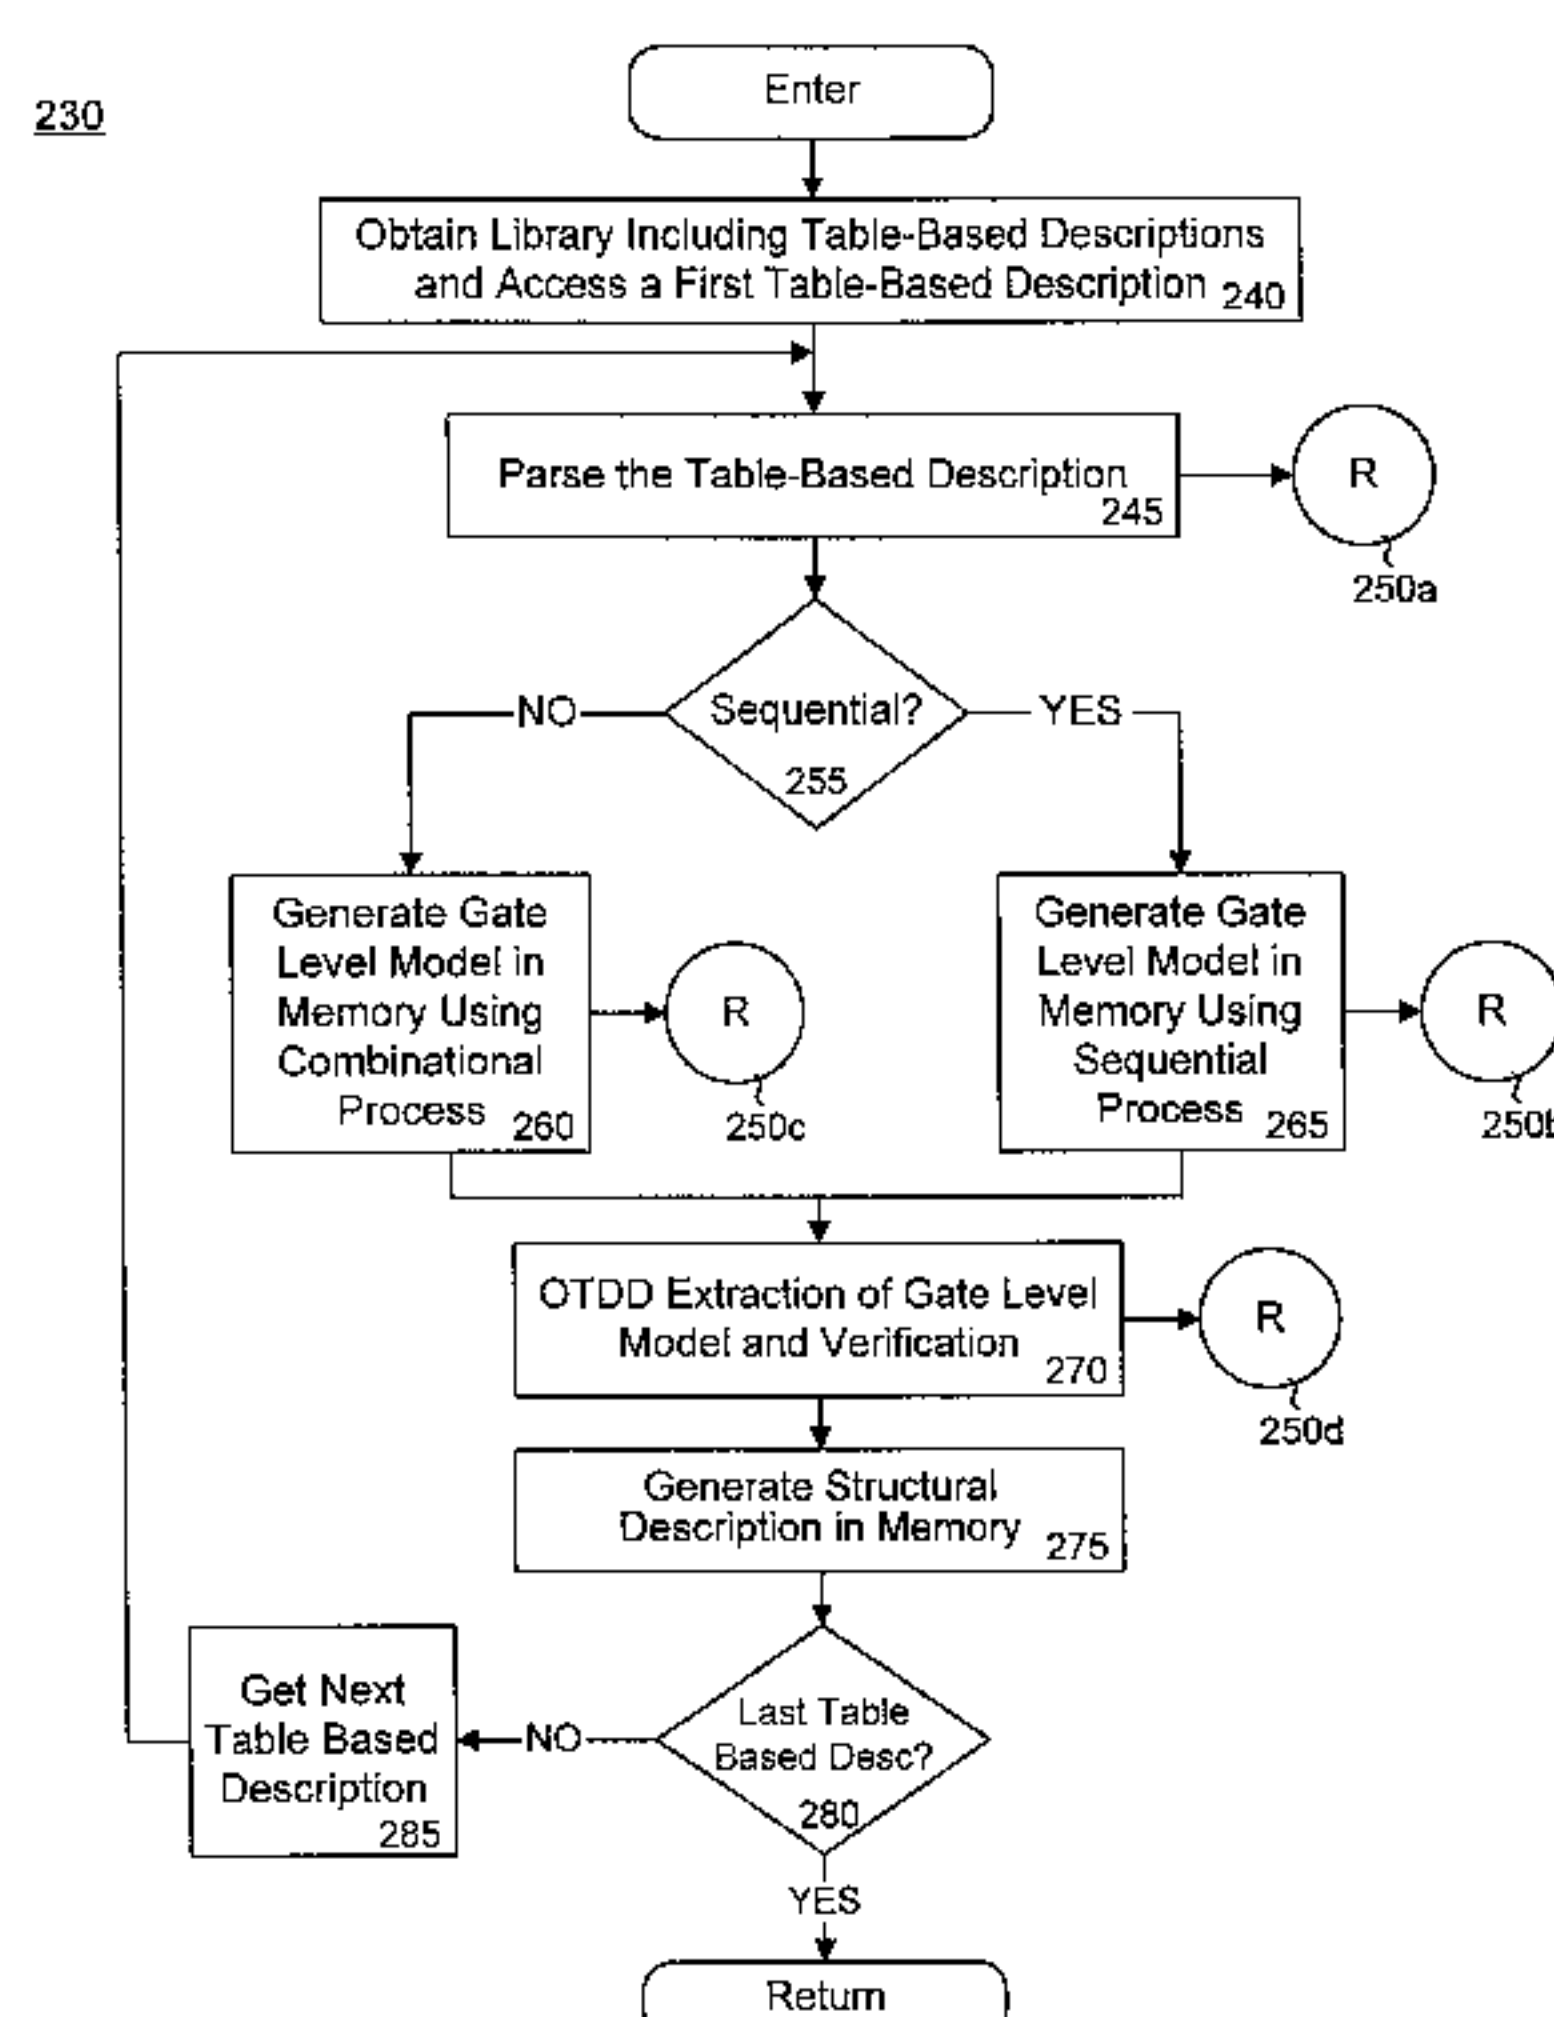 230
Enter
Obtain Library Including Table-Based Descriptions
and Access a First Table-Based Description 240
Parse the Table-Based Description
245
R
250a
Sequential?
255
NO
YES
Generate Gate
Level Model in
Memory Using
Combinational
Process 260
R
250c
Generate Gate
Level Model in
Memory Using
Sequential
Process 265
R
250b
OTDD Extraction of Gate Level
Model and Verification
270
R
250d
Generate Structural
Description in Memory 275
Last Table
Based Desc?
280
NO
Get Next
Table Based
Description
285
YES
Return